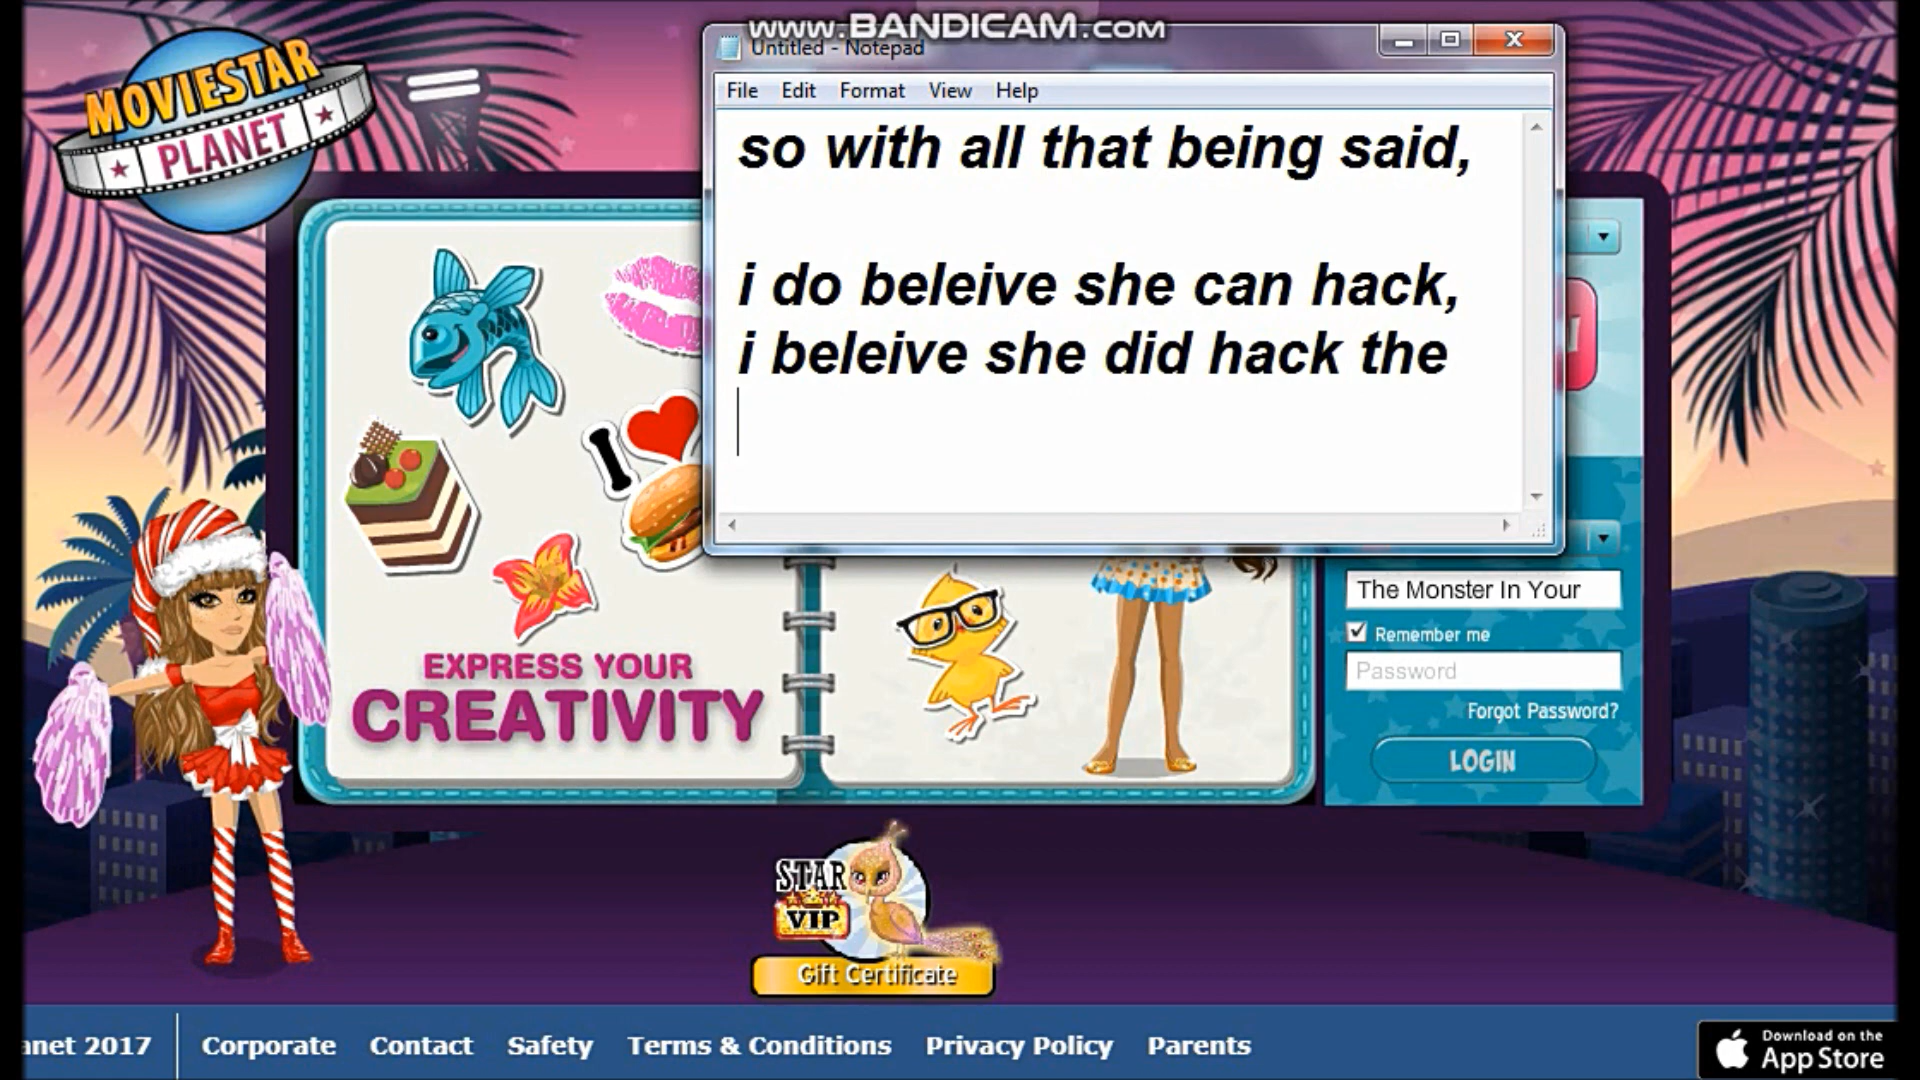 www.BANDICAM.com
Untitled - Notepad
File Edit Format View Help
so with all that being said,
i do beleive she can hack,
i beleive she did hack the
MOVIESTAR
PLANET
I
EXPRESS YOUR
CREATIVITY
The Monster In Your
Remember me
Password
Forgot Password?
LOGIN
STAR
VIP
Gift Certificate
anet 2017 Corporate Contact Safety Terms & Conditions Privacy Policy Parents
Download on the
App Store